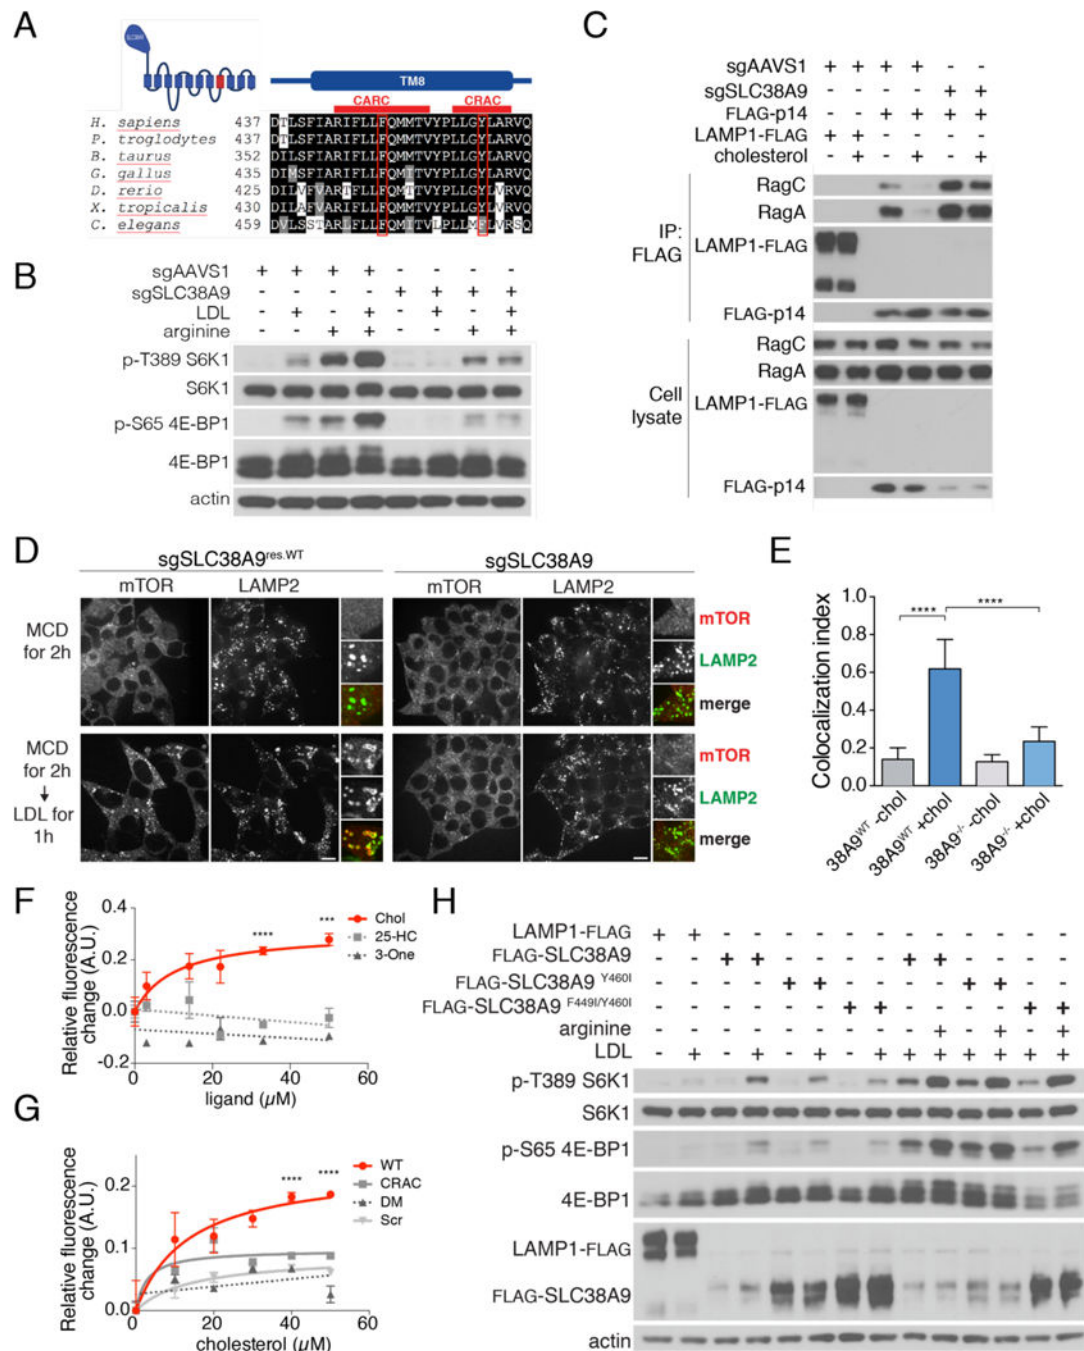 A
SLC38A9
TM8
CARC CRAC
H. sapiens 437 DTLSFIARIFLLFQMMTVYPLLGYLARVQ
P. troglodytes 437 DTLSFIARIFLLFQMMTVYPLLGYLARVQ
B. taurus 352 DILSFIARIFLLFQMMTVYPLLGYLARVQ
G. gallus 435 DIMSFIARIFLLFQMITVYPLLGYLARVQ
D. rerio 425 DILVFVARTFLLFQMMTVYPLLGYLVRVQ
X. tropicalis 430 DILAFVARIFLLFQMMTVYPLLGYLVRVQ
C. elegans 459 DVLSSTARLFLLFQMITVLPLLMFLVRSQ
B
sgAAVS1 + + + + - - - -
sgSLC38A9 - - - - + + + +
LDL - + - + - + - +
arginine - - + + - - + +
p-T389 S6K1
S6K1
p-S65 4E-BP1
4E-BP1
actin
C
sgAAVS1 + + + + - -
sgSLC38A9 - - - - + +
FLAG-p14 - - + + + +
LAMP1-FLAG + + - - - -
cholesterol - + - + - +
IP: FLAG
RagC
RagA
LAMP1-FLAG
FLAG-p14
Cell lysate
RagC
RagA
LAMP1-FLAG
FLAG-p14
D
sgSLC38A9res.WT sgSLC38A9
mTOR LAMP2 mTOR LAMP2
MCD
for 2h
mTOR
LAMP2
merge
MCD
for 2h
↓
LDL for
1h
mTOR
LAMP2
merge
E
Colocalization index
1.0
0.8
0.6
0.4
0.2
0.0
**** ****
38A9WT -chol
38A9WT +chol
38A9-/- -chol
38A9-/- +chol
F
Relative fluorescence
change (A.U.)
0.4
0.2
0.0
-0.2
**** ***
Chol
25-HC
3-One
0 20 40 60
ligand (µM)
G
Relative fluorescence
change (A.U.)
0.2
0.1
0.0
**** ****
WT
CRAC
DM
Scr
0 20 40 60
cholesterol (µM)
H
LAMP1-FLAG + + - - - - - - - - - - - -
FLAG-SLC38A9 - - + + - - - - + + - - - -
FLAG-SLC38A9 Y460I - - - - + + - - - - + + - -
FLAG-SLC38A9 F449I/Y460I - - - - - - + + - - - - + +
arginine - - - - - - - - - + - + - +
LDL - + - + - + - + + + + + + +
p-T389 S6K1
S6K1
p-S65 4E-BP1
4E-BP1
LAMP1-FLAG
FLAG-SLC38A9
actin